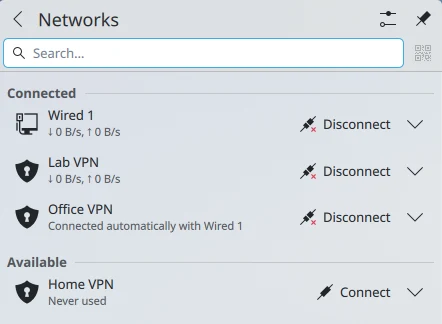 Networks
Search...
Connected
Wired 1
↓0 B/s, ↑0 B/s
Disconnect
Lab VPN
↓0 B/s, ↑0 B/s
Disconnect
Office VPN
Connected automatically with Wired 1
Disconnect
Available
Home VPN
Never used
Connect